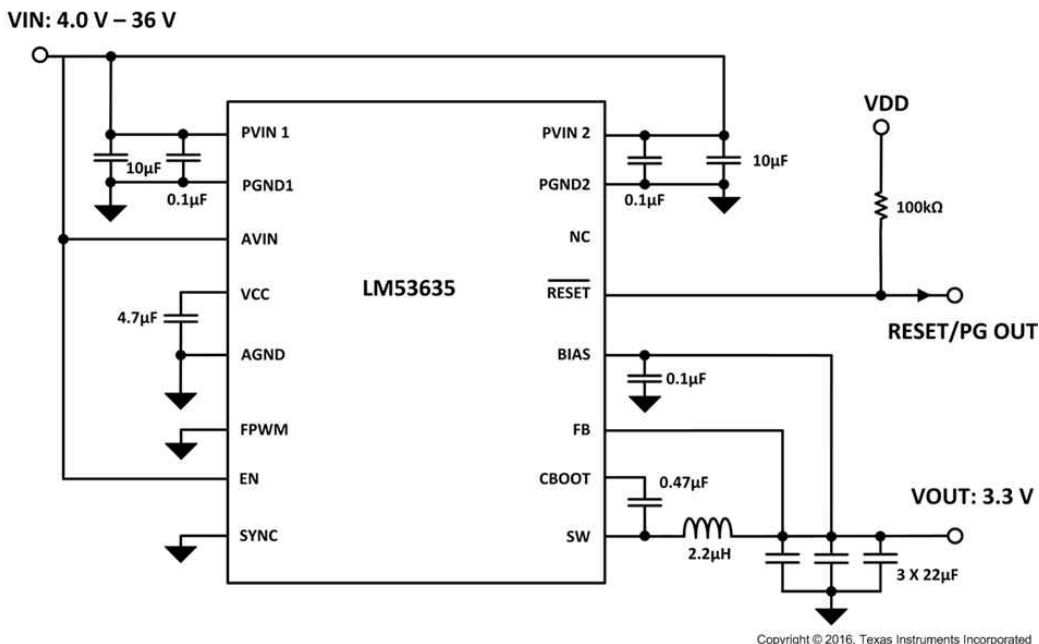 VIN: 4.0 V – 36 V
VDD
PVIN 1
PVIN 2
10µF
0.1µF
0.1µF
10µF
PGND1
PGND2
100kΩ
AVIN
NC
VCC
LM53635
RESET
4.7µF
RESET/PG OUT
AGND
BIAS
0.1µF
FPWM
FB
EN
CBOOT
0.47µF
VOUT: 3.3 V
SYNC
SW
2.2µH
3 X 22µF
Copyright © 2016, Texas Instruments Incorporated